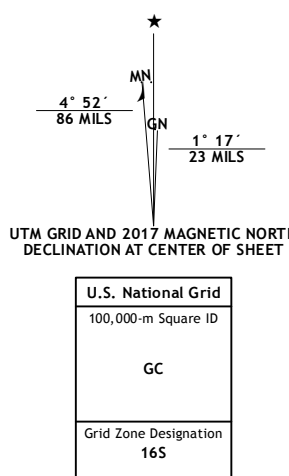 MN.
4° 52´
86 MILS
GN
1° 17´
23 MILS
UTM GRID AND 2017 MAGNETIC NORTH
DECLINATION AT CENTER OF SHEET
U.S. National Grid
100,000-m Square ID
GC
Grid Zone Designation
16S